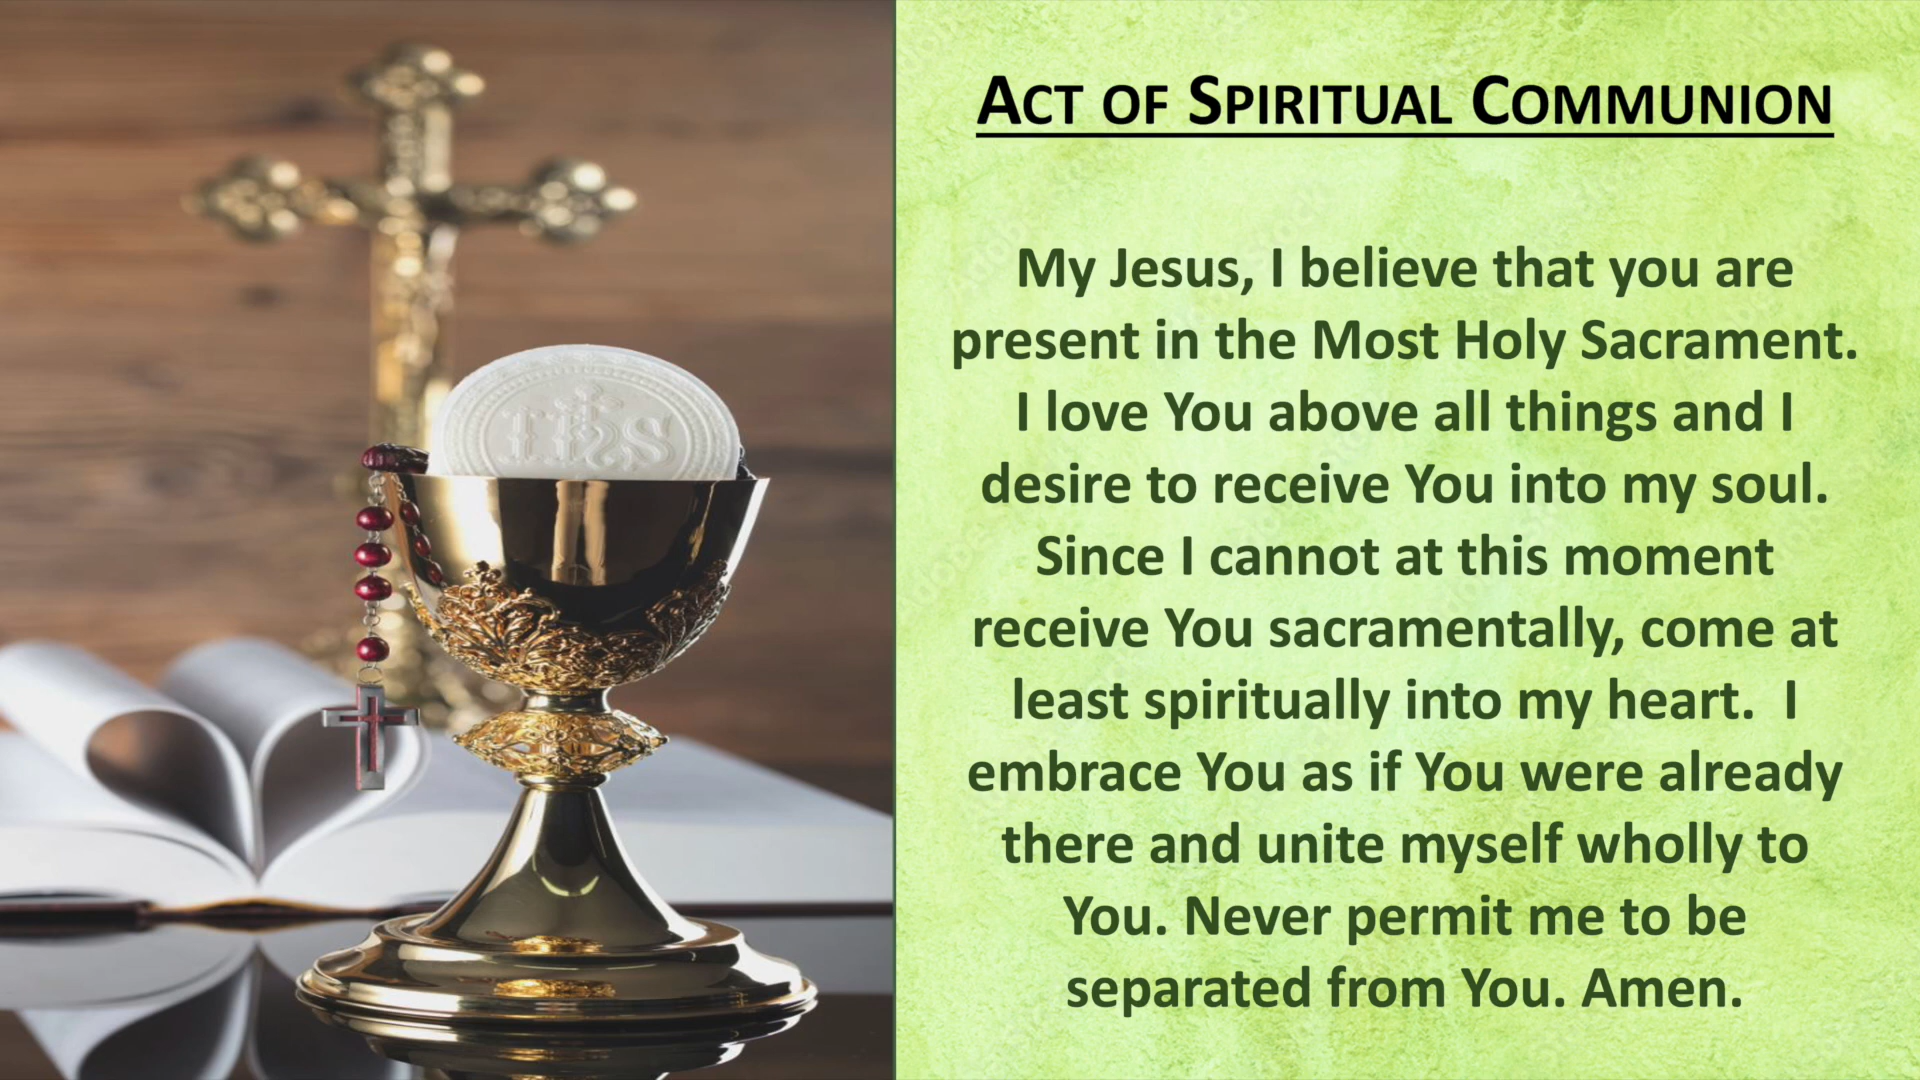 ACT OF SPIRITUAL COMMUNION
My Jesus, I believe that you are
present in the Most Holy Sacrament.
I love You above all things and I
desire to receive You into my soul.
Since I cannot at this moment
receive You sacramentally, come at
least spiritually into my heart.  I
embrace You as if You were already
there and unite myself wholly to
You. Never permit me to be
separated from You. Amen.
IHS